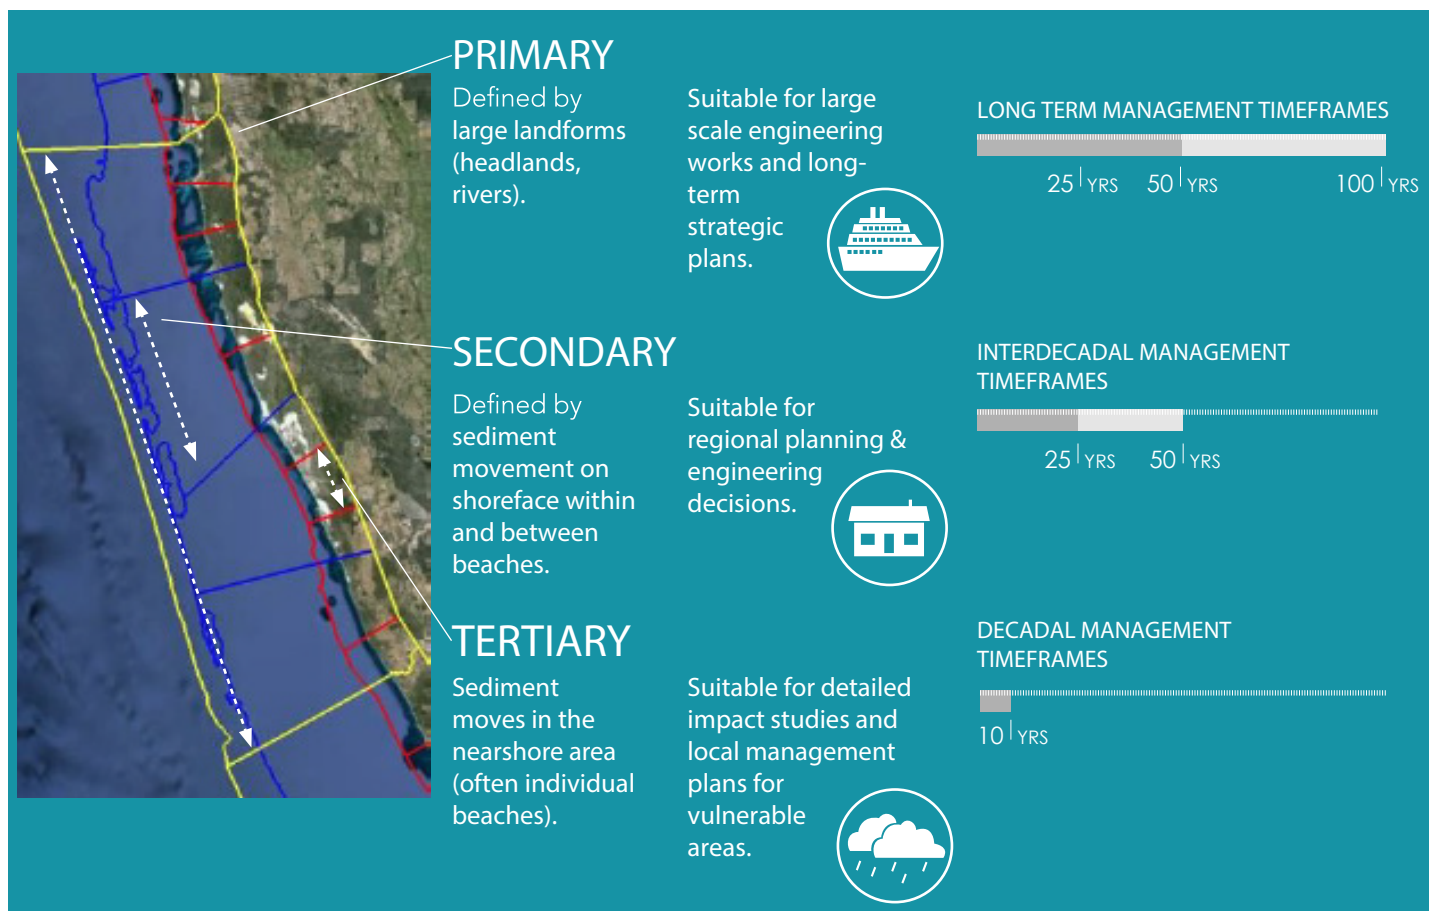 PRIMARY
Defined by
large landforms
(headlands,
rivers).
Suitable for large
scale engineering
works and long-
term
strategic
plans.
LONG TERM MANAGEMENT TIMEFRAMES
25 YRS 50 YRS 100 YRS
SECONDARY
Defined by
sediment
movement on
shoreface within
and between
beaches.
Suitable for
regional planning &
engineering
decisions.
INTERDECADAL MANAGEMENT
TIMEFRAMES
25 YRS 50 YRS
TERTIARY
Sediment
moves in the
nearshore area
(often individual
beaches).
Suitable for detailed
impact studies and
local management
plans for
vulnerable
areas.
DECADAL MANAGEMENT
TIMEFRAMES
10 YRS